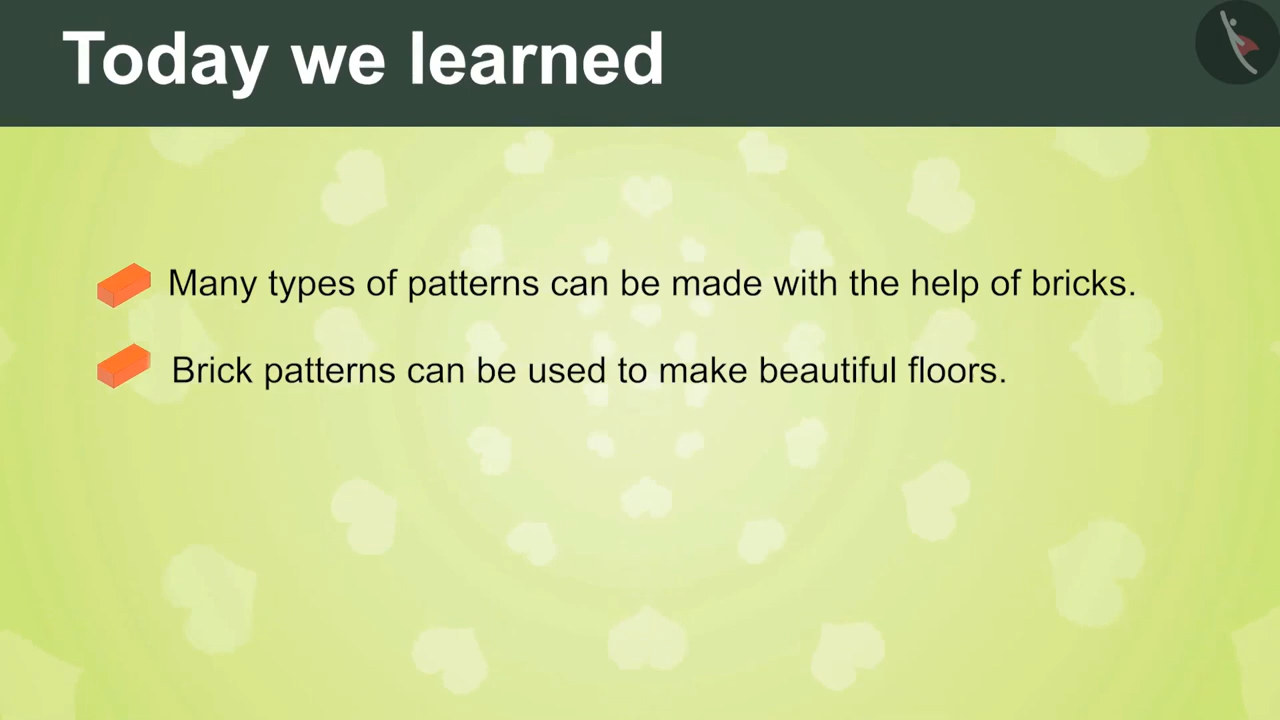 Today we learned
Many types of patterns can be made with the help of bricks.
Brick patterns can be used to make beautiful floors.